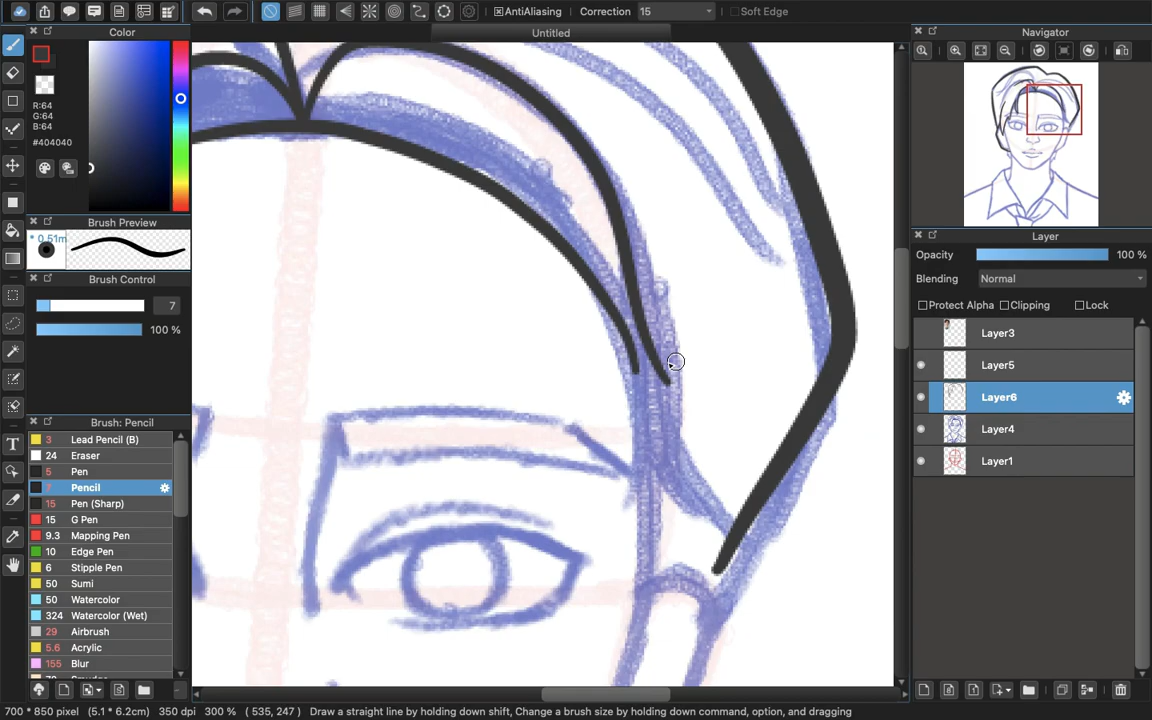 AntiAliasing Correction 15 Soft Edge
Color
Untitled
Navigator
R:64
G:64
B:64
#404040
Brush Preview
* 0.51m
Brush Control
7
100 %
Layer
Opacity 100 %
Blending Normal
Protect Alpha Clipping Lock
Layer3
Layer5
Layer6
Layer4
Layer1
Brush: Pencil
3 Lead Pencil (B)
24 Eraser
5 Pen
7 Pencil
15 Pen (Sharp)
15 G Pen
9.3 Mapping Pen
10 Edge Pen
6 Stipple Pen
50 Sumi
50 Watercolor
324 Watercolor (Wet)
29 Airbrush
5.6 Acrylic
155 Blur
700 * 850 pixel (5.1 * 6.2cm) 350 dpi 300 % ( 535, 247 ) Draw a straight line by holding down shift, Change a brush size by holding down command, option, and dragging